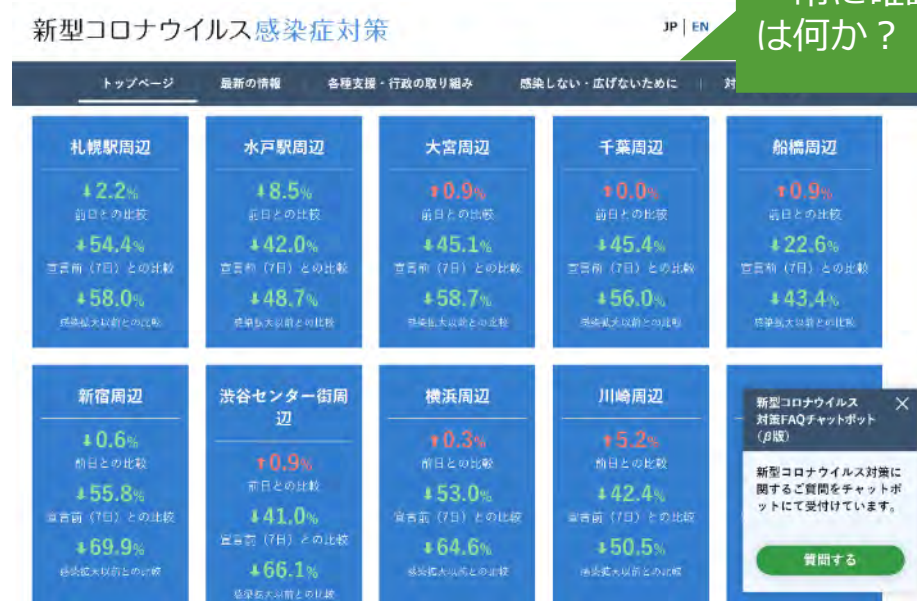 新型コロナウイルス感染症対策
JP | EN
は何か？
トップページ 最新の情報 各種支援・行政の取り組み 感染しない・広げないために | 対
札幌駅周辺
⬇2.2%
前日との比較
⬇54.4%
宣言前（7日）との比較
⬇58.0%
感染拡大以前との比較
水戸駅周辺
⬇8.5%
前日との比較
⬇42.0%
宣言前（7日）との比較
⬇48.7%
感染拡大以前との比較
大宮周辺
⬆0.9%
前日との比較
⬇45.1%
宣言前（7日）との比較
⬇58.7%
感染拡大以前との比較
千葉周辺
⬆0.0%
前日との比較
⬇45.4%
宣言前（7日）との比較
⬇56.0%
感染拡大以前との比較
船橋周辺
⬆0.9%
前日との比較
⬇22.6%
宣言前（7日）との比較
⬇43.4%
感染拡大以前との比較
新宿周辺
⬇0.6%
前日との比較
⬇55.8%
宣言前（7日）との比較
⬇69.9%
感染拡大以前との比較
渋谷センター街周
辺
⬆0.9%
前日との比較
⬇41.0%
宣言前（7日）との比較
⬇66.1%
感染拡大以前との比較
横浜周辺
⬆0.3%
前日との比較
⬇53.0%
宣言前（7日）との比較
⬇64.6%
感染拡大以前との比較
川崎周辺
⬆5.2%
前日との比較
⬇42.4%
宣言前（7日）との比較
⬇50.5%
感染拡大以前との比較
新型コロナウイルス
対策FAQチャットボット
（β版）
新型コロナウイルス対策に
関するご質問をチャットボ
ットにて受付けています。
質問する